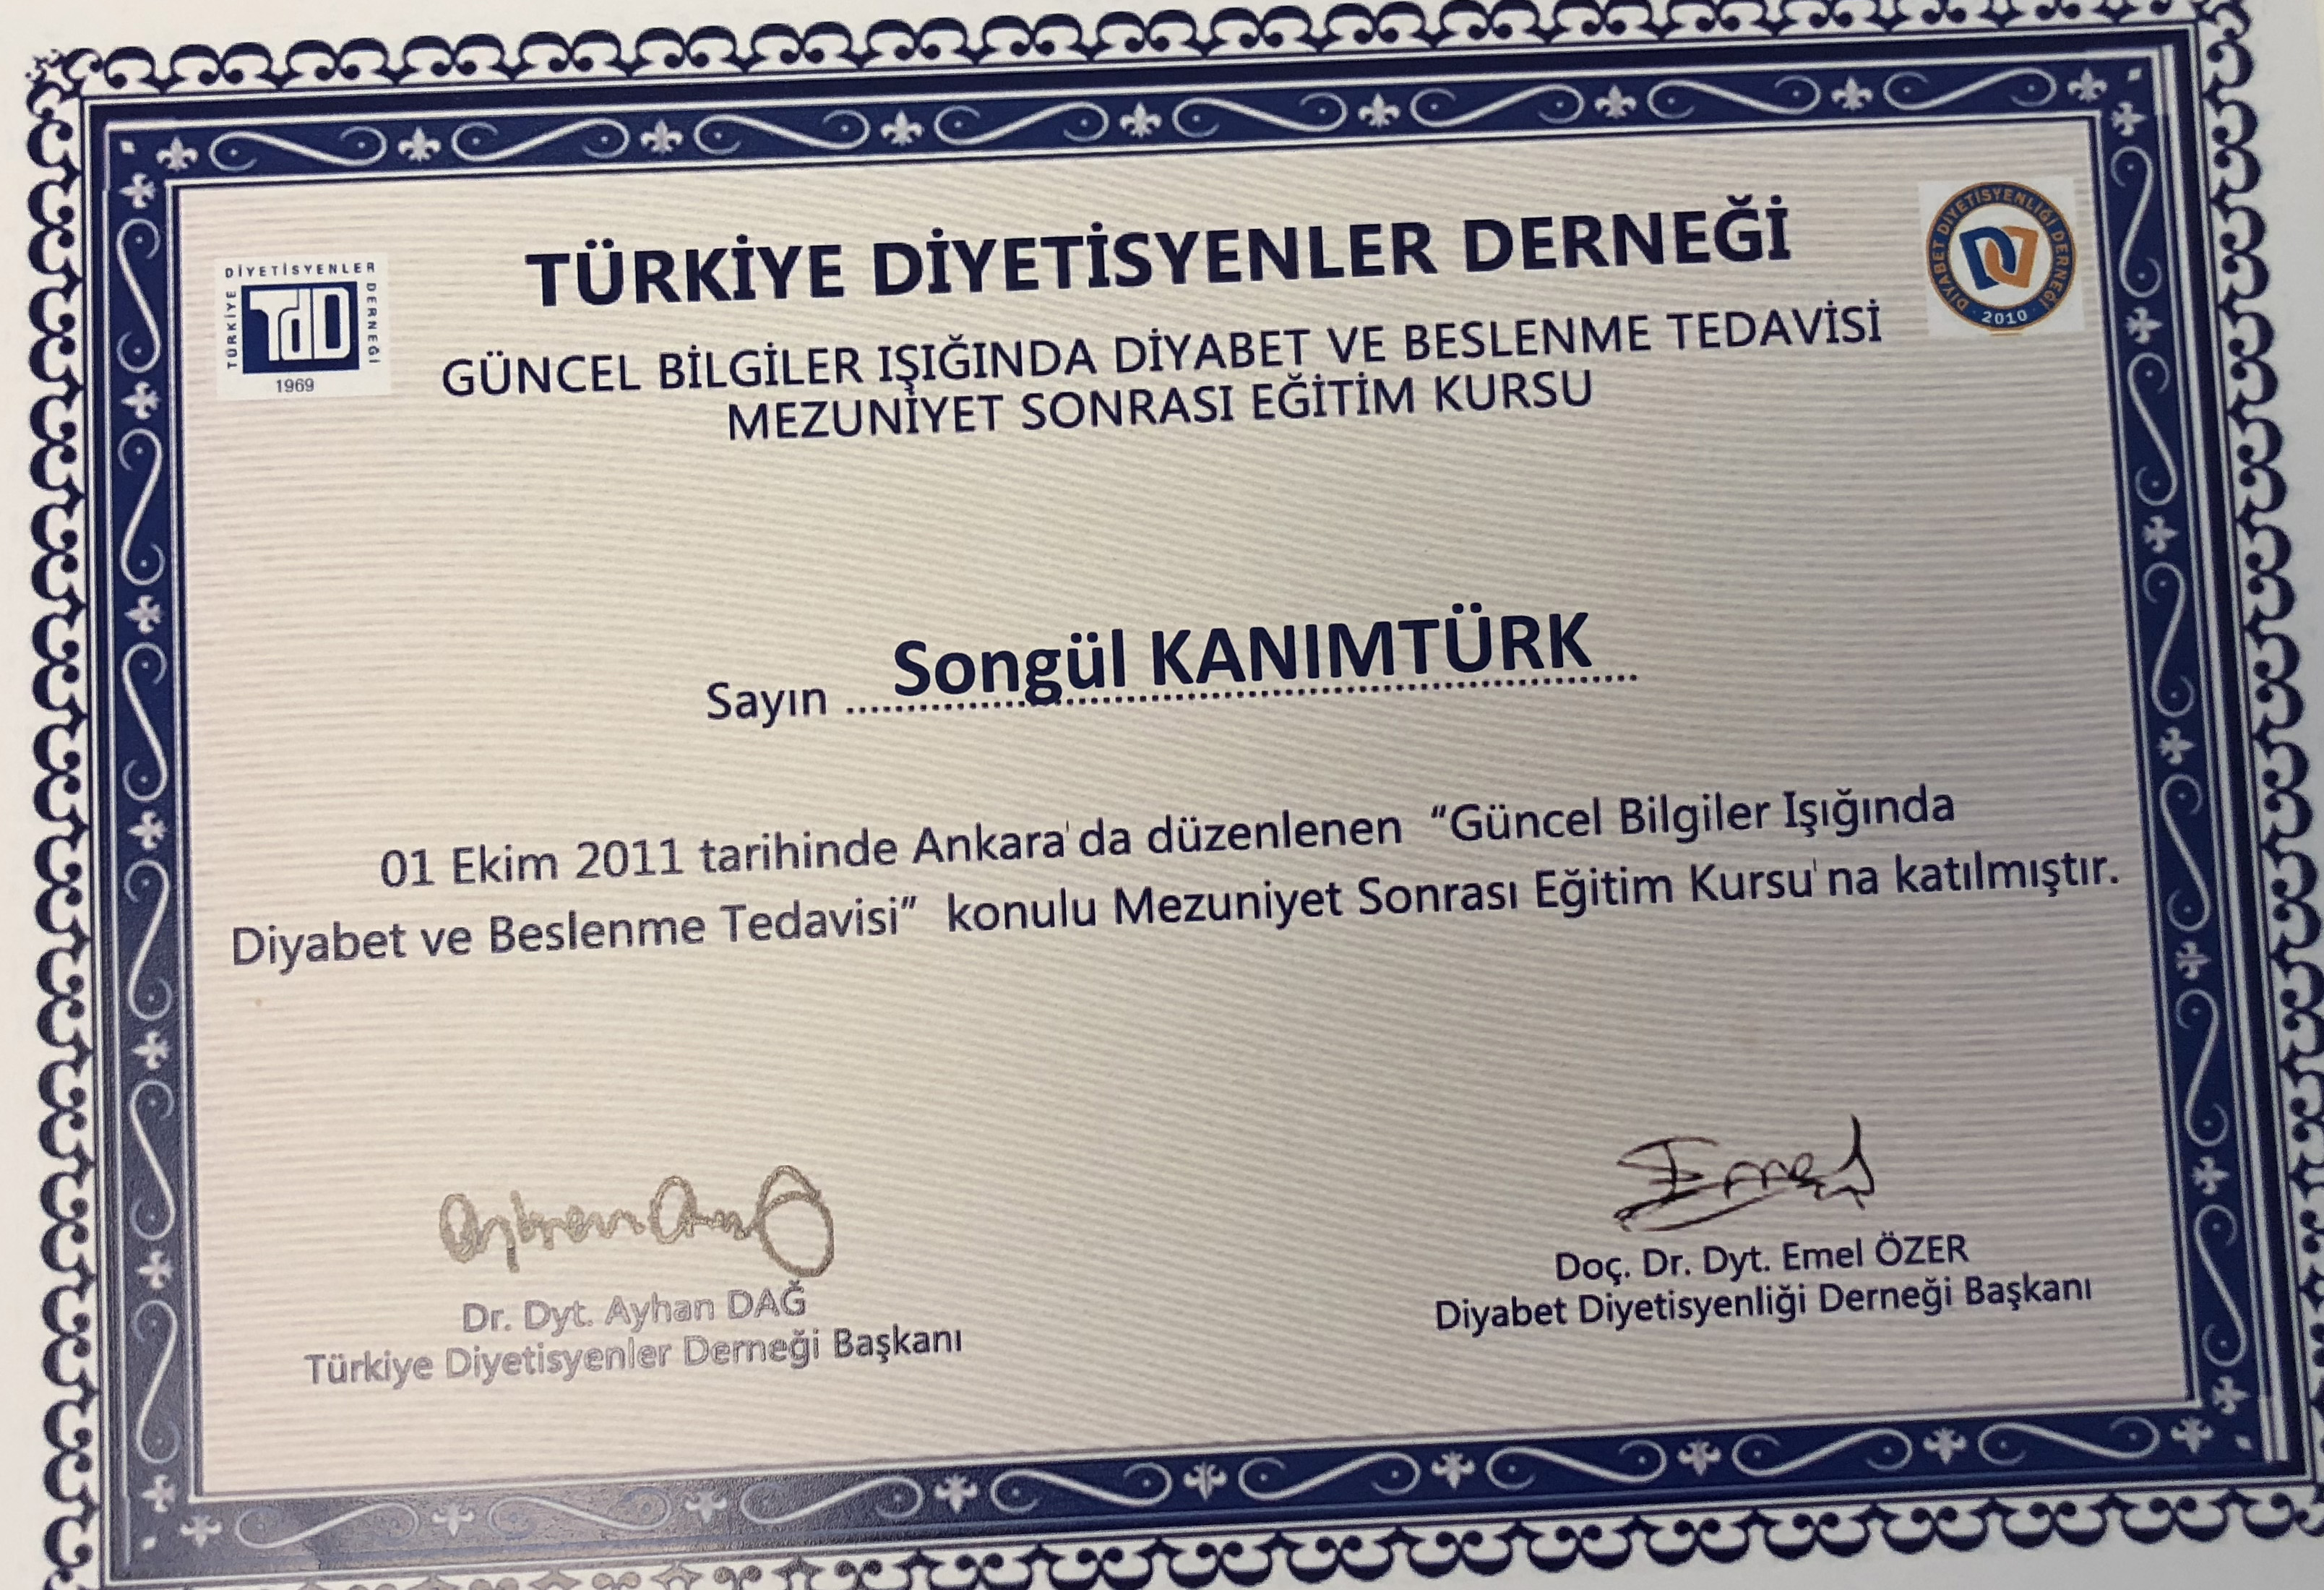 TÜRKİYE DİYETİSYENLER DERNEĞİ
TdD
1969
TÜRKİYE DİYETİSYENLER DERNEĞİ
DİYABET DİYETİSYENLİĞİ DERNEĞİ
2010
GÜNCEL BİLGİLER IŞIĞINDA DİYABET VE BESLENME TEDAVİSİ
MEZUNİYET SONRASI EĞİTİM KURSU
Sayın Songül KANIMTÜRK
01 Ekim 2011 tarihinde Ankara'da düzenlenen "Güncel Bilgiler Işığında
Diyabet ve Beslenme Tedavisi" konulu Mezuniyet Sonrası Eğitim Kursu'na katılmıştır.
Dr. Dyt. Ayhan DAĞ
Türkiye Diyetisyenler Derneği Başkanı
Doç. Dr. Dyt. Emel ÖZER
Diyabet Diyetisyenliği Derneği Başkanı